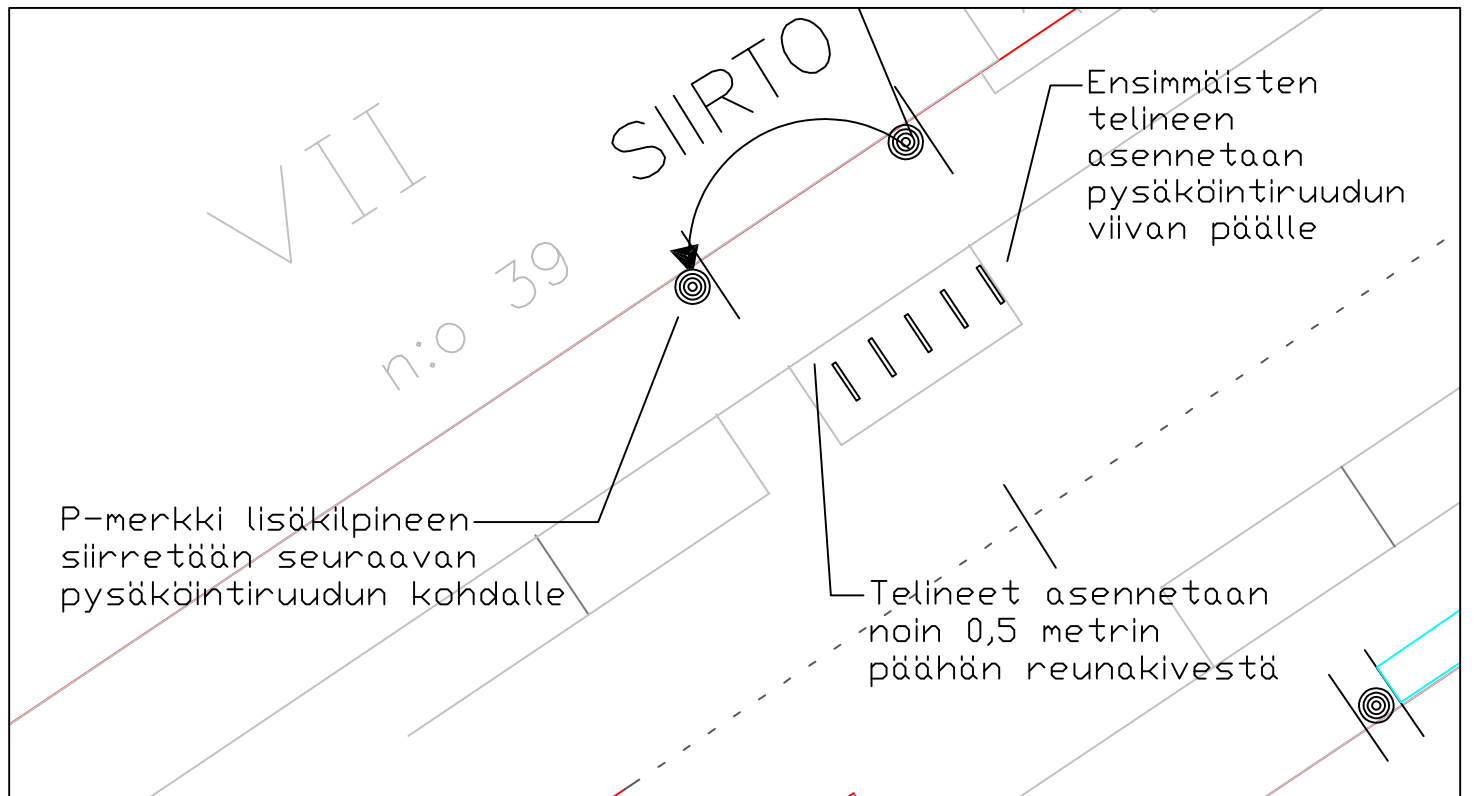 SIIRTO
VII
n:o 39
Ensimmäisten
telineen
asennetaan
pysäköintiruudun
viivan päälle
P-merkki lisäkilpineen
siirretään seuraavan
pysäköintiruudun kohdalle
Telineet asennetaan
noin 0,5 metrin
päähän reunakivestä